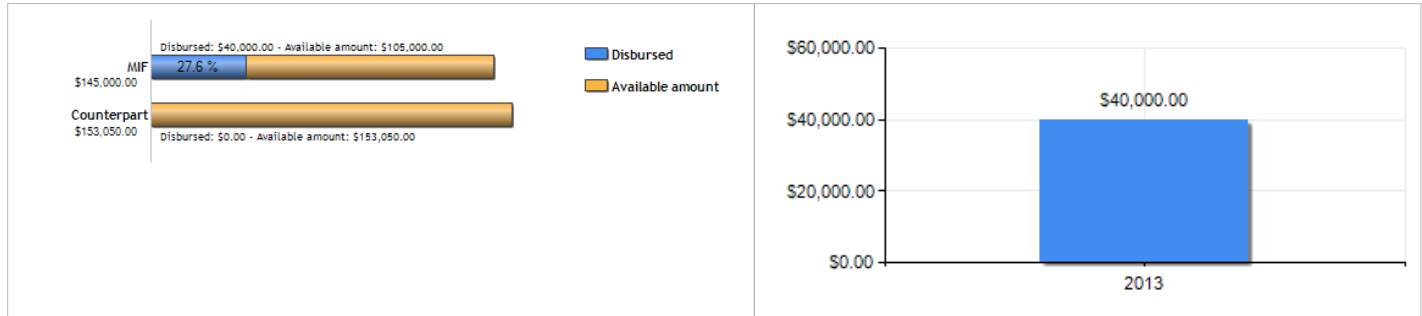 Disbursed: $40,000.00 - Available amount: $105,000.00
MIF
27.6 %
$145,000.00
Counterpart
$153,050.00
Disbursed: $0.00 - Available amount: $153,050.00
Disbursed
Available amount
$60,000.00
$40,000.00
$40,000.00
$20,000.00
$0.00
2013